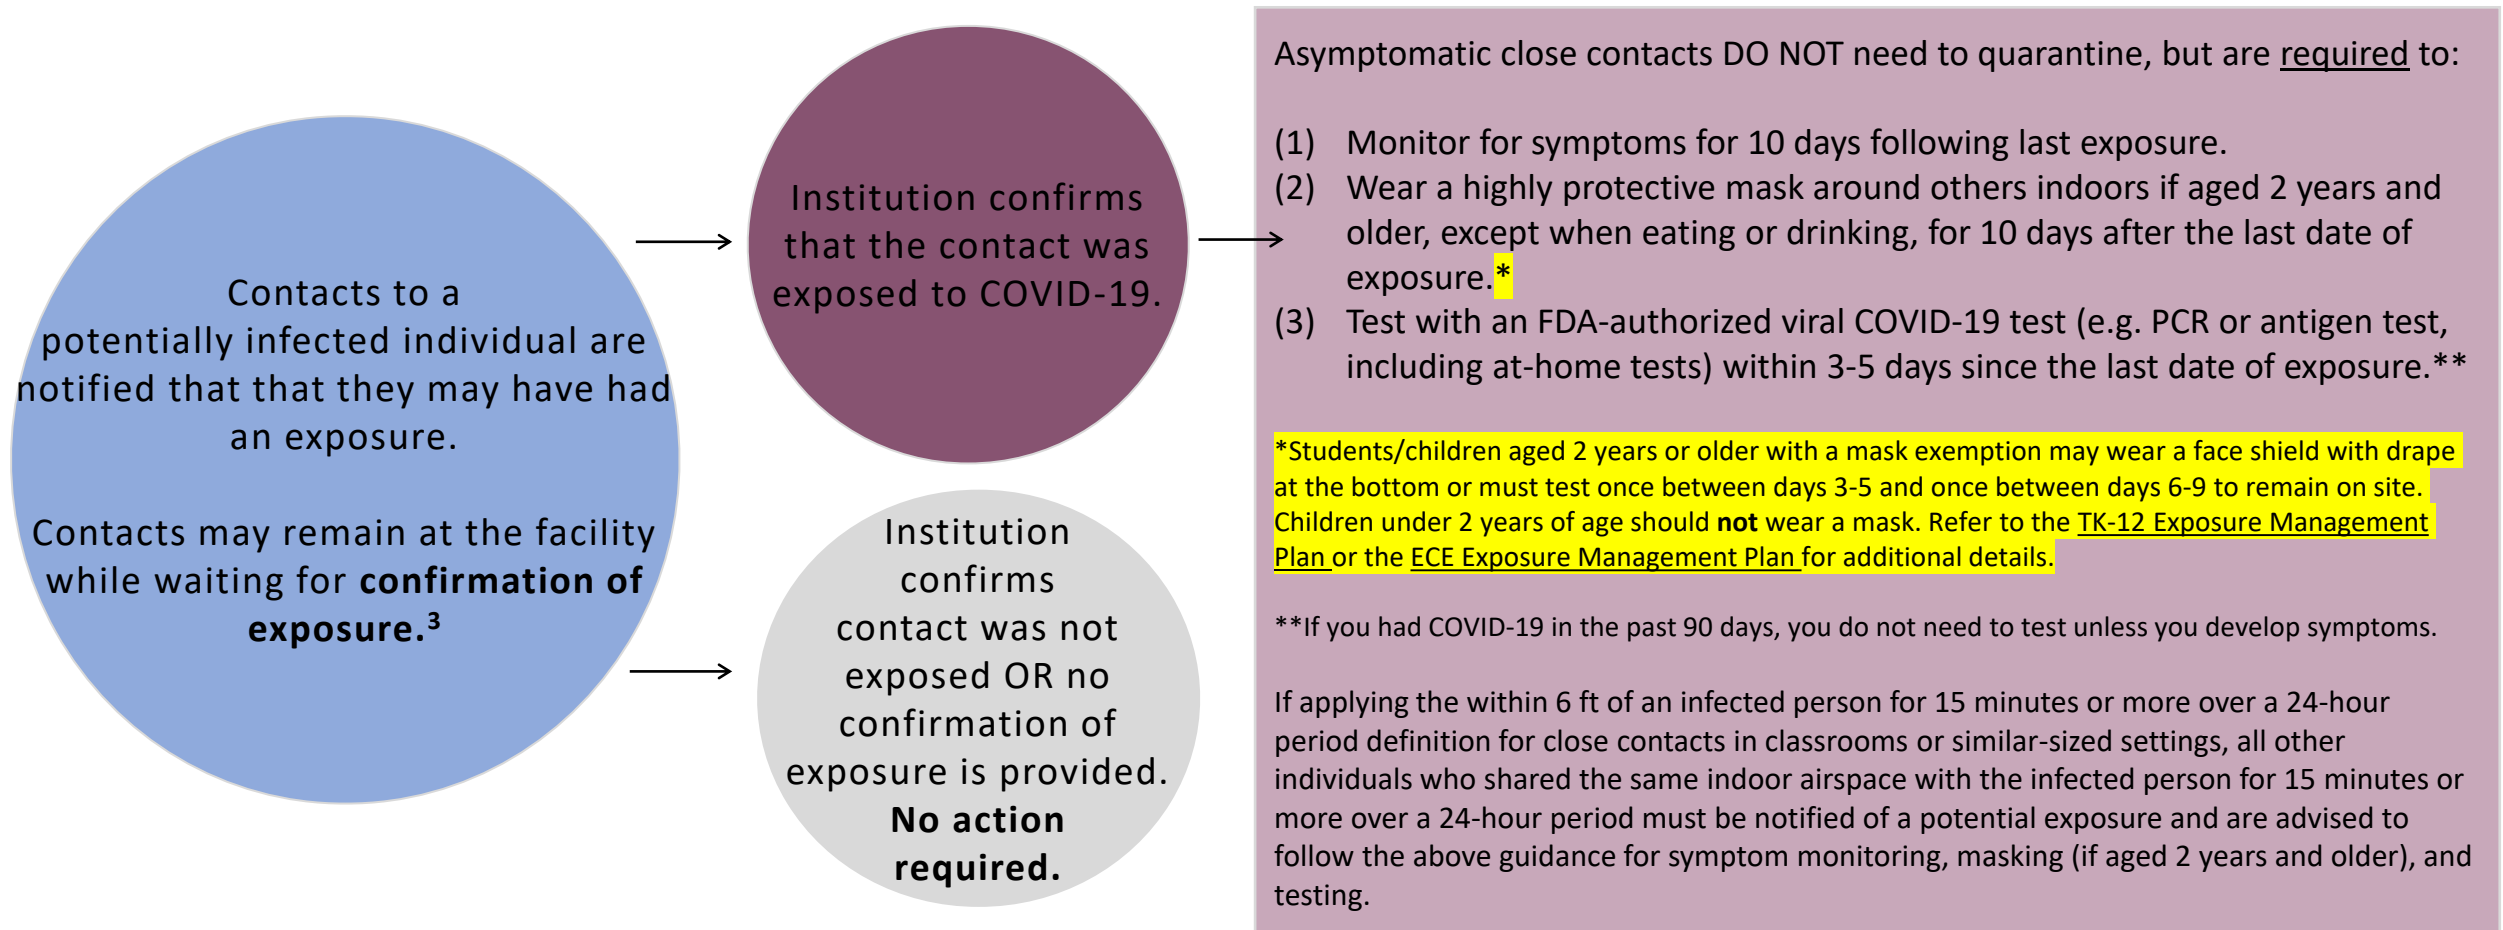 Contacts to a
potentially infected individual are
notified that that they may have had
an exposure.
Contacts may remain at the facility
while waiting for confirmation of
exposure.³
Institution confirms
that the contact was
exposed to COVID-19.
Institution
confirms
contact was not
exposed OR no
confirmation of
exposure is provided.
No action
required.
Asymptomatic close contacts DO NOT need to quarantine, but are required to:
(1) Monitor for symptoms for 10 days following last exposure.
(2) Wear a highly protective mask around others indoors if aged 2 years and
older, except when eating or drinking, for 10 days after the last date of
exposure.*
(3) Test with an FDA-authorized viral COVID-19 test (e.g. PCR or antigen test,
including at-home tests) within 3-5 days since the last date of exposure.**
*Students/children aged 2 years or older with a mask exemption may wear a face shield with drape
at the bottom or must test once between days 3-5 and once between days 6-9 to remain on site.
Children under 2 years of age should not wear a mask. Refer to the TK-12 Exposure Management
Plan or the ECE Exposure Management Plan for additional details.
**If you had COVID-19 in the past 90 days, you do not need to test unless you develop symptoms.
If applying the within 6 ft of an infected person for 15 minutes or more over a 24-hour
period definition for close contacts in classrooms or similar-sized settings, all other
individuals who shared the same indoor airspace with the infected person for 15 minutes or
more over a 24-hour period must be notified of a potential exposure and are advised to
follow the above guidance for symptom monitoring, masking (if aged 2 years and older), and
testing.